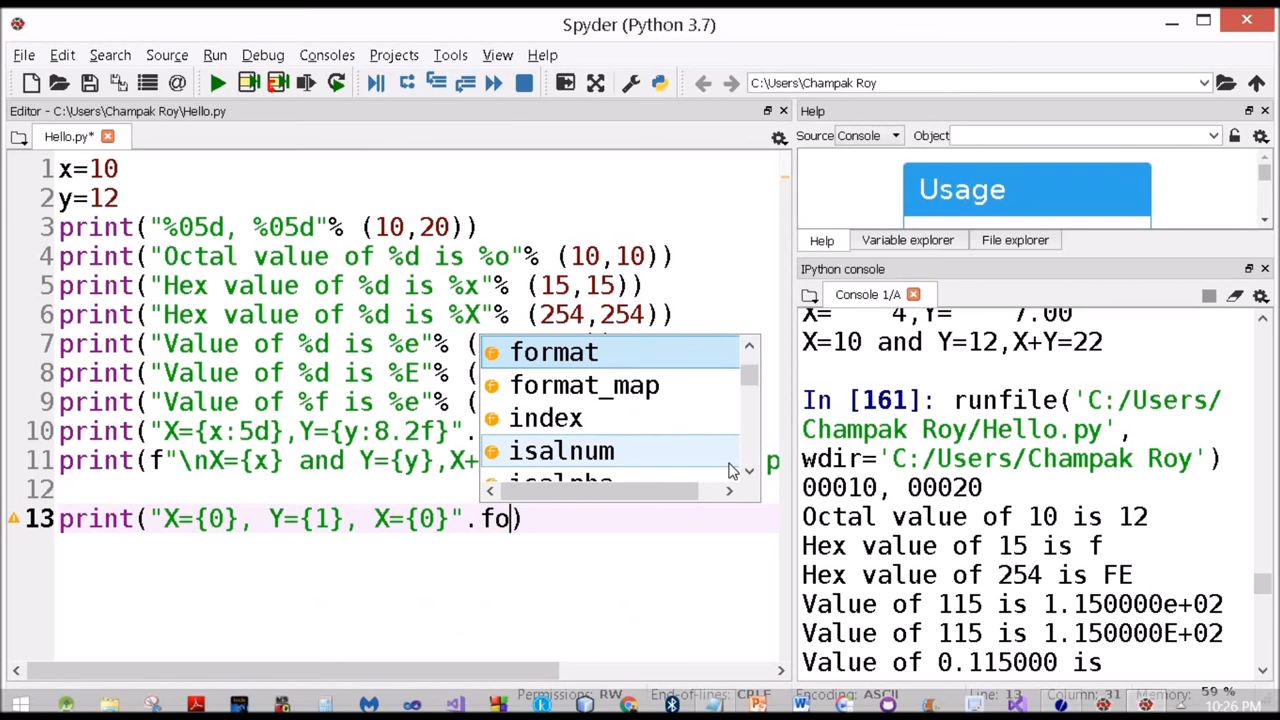 Spyder (Python 3.7)
File Edit Search Source Run Debug Consoles Projects Tools View Help
C:\Users\Champak Roy
Editor - C:\Users\Champak Roy\Hello.py
Hello.py*
1 x=10
2 y=12
3 print("%05d, %05d"% (10,20))
4 print("Octal value of %d is %o"% (10,10))
5 print("Hex value of %d is %x"% (15,15))
6 print("Hex value of %d is %X"% (254,254))
7 print("Value of %d is %e"% (
8 print("Value of %d is %E"% (
9 print("Value of %f is %e"% (
10 print("X={x:5d},Y={y:8.2f}".
11 print(f"\nX={x} and Y={y},X+ p
12
13 print("X={0}, Y={1}, X={0}".fo)
format
format_map
index
isalnum
isalpha
Help
Source Console Object
Usage
Help Variable explorer File explorer
IPython console
Console 1/A
X= 4,Y= 7.00
X=10 and Y=12,X+Y=22
In [161]: runfile('C:/Users/
Champak Roy/Hello.py',
wdir='C:/Users/Champak Roy')
00010, 00020
Octal value of 10 is 12
Hex value of 15 is f
Hex value of 254 is FE
Value of 115 is 1.150000e+02
Value of 115 is 1.150000E+02
Value of 0.115000 is
Permissions: RW End-of-lines: CRLF Encoding: ASCII Line: 13 Column: 31 Memory: 59 %
10:26 PM